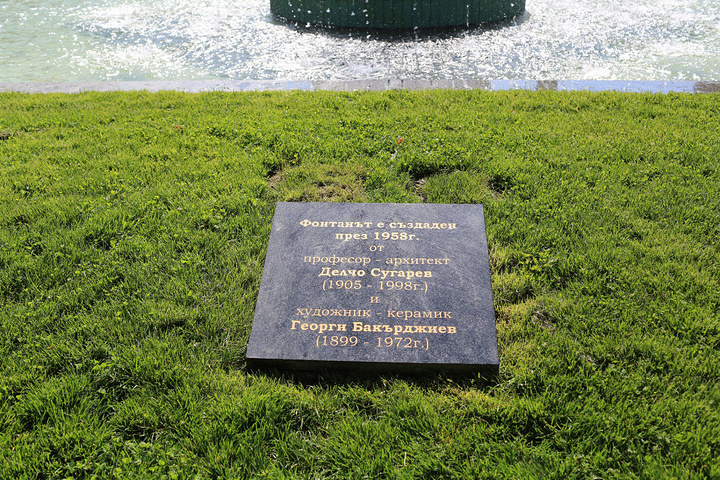 Фонтанът е създаден
през 1958г.
от
професор - архитект
Делчо Сугарев
(1905 - 1998г.)
и
художник - керамик
Георги Бакърджиев
(1899 - 1972г.)